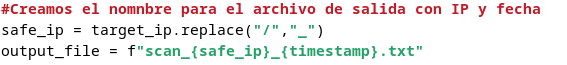 #Creamos el nomnbre para el archivo de salida con IP y fecha
safe_ip = target_ip.replace("/","_")
output_file = f"scan_{safe_ip}_{timestamp}.txt"